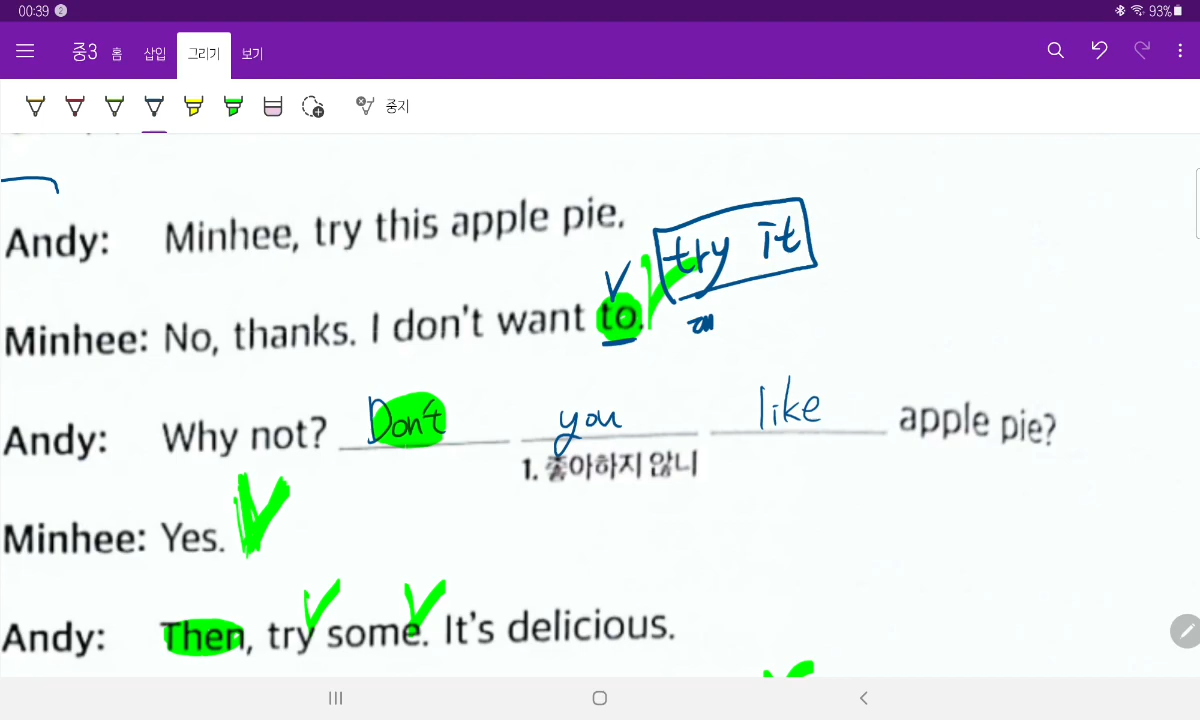 00:39 2 93%
중3 홈 삽입 그리기 보기
중지
Andy: Minhee, try this apple pie.
try it
Minhee: No, thanks. I don't want to.
Andy: Why not? Don't you like apple pie?
1. 좋아하지 않니
Minhee: Yes.
Andy: Then, try some. It's delicious.